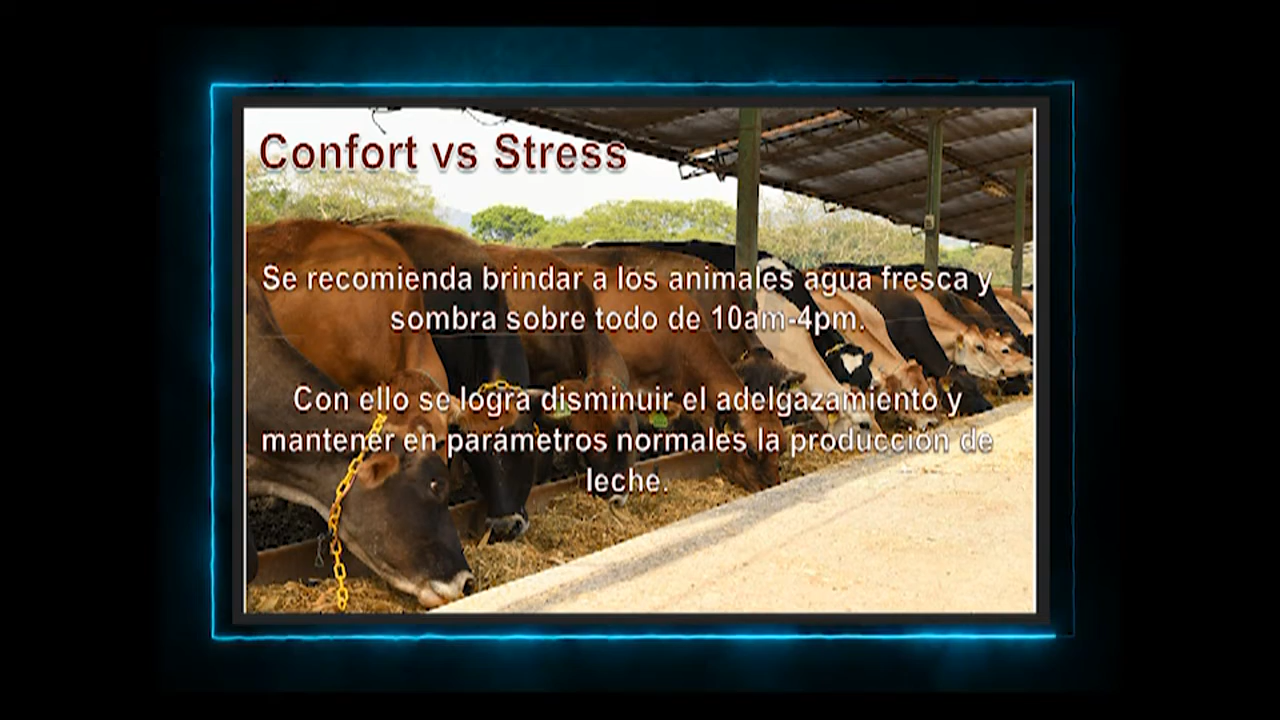 Confort vs Stress
Se recomienda brindar a los animales agua fresca y
sombra sobre todo de 10am-4pm.
Con ello se logra disminuir el adelgazamiento y
mantener en parámetros normales la producción de
leche.